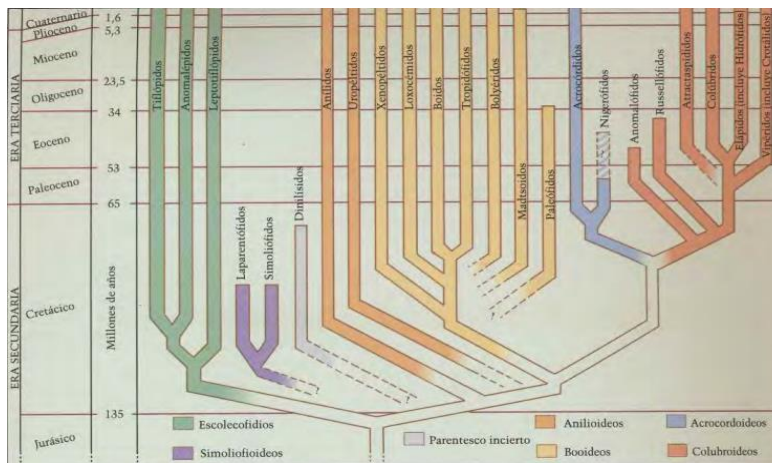 ERA TERCIARIA
ERA SECUNDARIA
Cuaternario
Plioceno
Mioceno
Oligoceno
Eoceno
Paleoceno
Cretácico
Jurásico
1,6
5,3
23,5
34
53
65
135
Millones de años
Tiflópidos
Anomalépidos
Leptotiflópidos
Laparentófidos
Simoliófidos
Dinilísidos
Anílidos
Uropéltidos
Xenopéltidos
Loxocémidos
Boidos
Tropidófidos
Bolyéridos
Madtsoidos
Paleófidos
Acrocórdidos
Nigerófidos
Anomalófidos
Russellófidos
Atractaspididos
Colúbridos
Elápidos (incluye Hidrófidos)
Vipéridos (incluye Crotálidos)
Escolecofidios
Simoliofioideos
Parentesco incierto
Anilioideos
Booideos
Acrocordoideos
Colubroideos